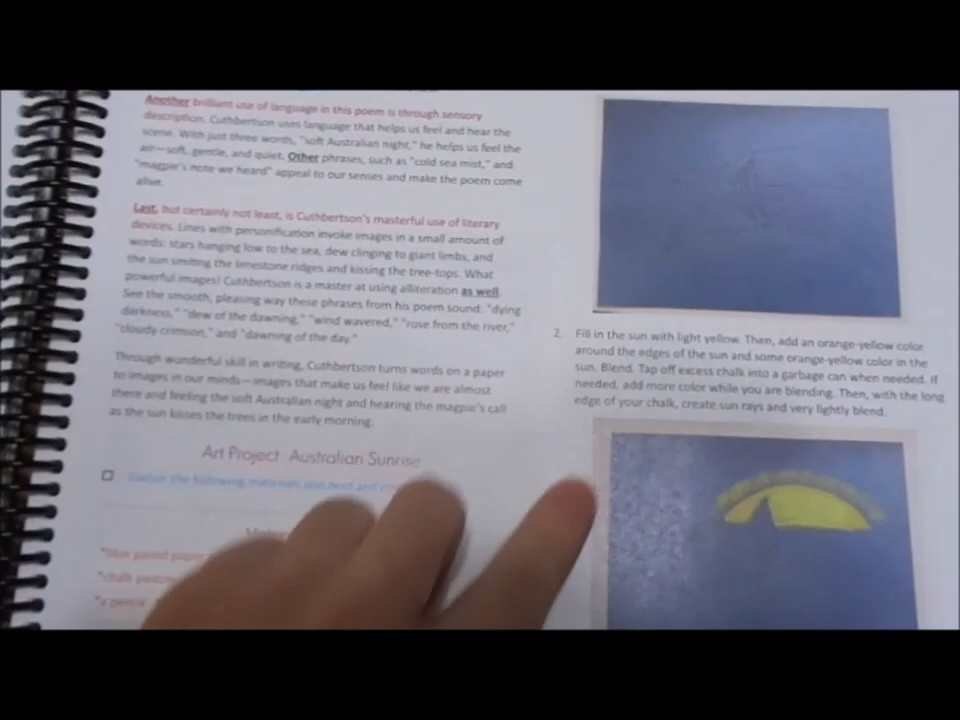 Another brilliant use of language in this poem is through sensory
description. Cuthbertson uses language that helps us feel and hear the
scene. With just three words, "soft Australian night," he helps us feel the
air—soft, gentle, and quiet. Other phrases, such as "cold sea mist," and
"magpie's note we heard" appeal to our senses and make the poem come
alive.
Last, but certainly not least, is Cuthbertson's masterful use of literary
devices. Lines with personification invoke images in a small amount of
words: stars hanging low to the sea, dew clinging to giant limbs, and
the sun smiting the limestone ridges and kissing the tree-tops. What
powerful images! Cuthbertson is a master at using alliteration as well.
See the smooth, pleasing way these phrases from his poem sound: "dying
darkness," "dew of the dawning," "wind wavered," "rose from the river,"
"cloudy crimson," and "dawning of the day."
Through wonderful skill in writing, Cuthbertson turns words on a paper
to images in our minds—images that make us feel like we are almost
there and feeling the soft Australian night and hearing the magpie's call
as the sun kisses the trees in the early morning.
Art Project Australian Sunrise
Gather the following materials and
*blue pastel paper
*chalk
*a pencil
2. Fill in the sun with light yellow. Then, add an orange-yellow color
around the edges of the sun and some orange-yellow color in the
sun. Blend. Tap off excess chalk into a garbage can when needed. If
needed, add more color while you are blending. Then, with the long
edge of your chalk, create sun rays and very lightly blend.